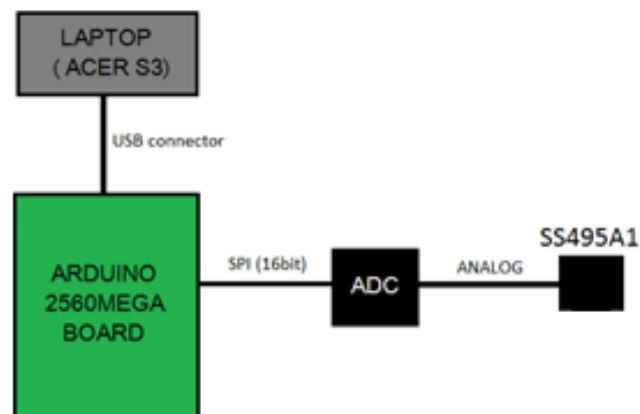 LAPTOP
( ACER S3)
USB connector
ARDUINO
2560MEGA
BOARD
SPI (16bit)
ADC
ANALOG
SS495A1